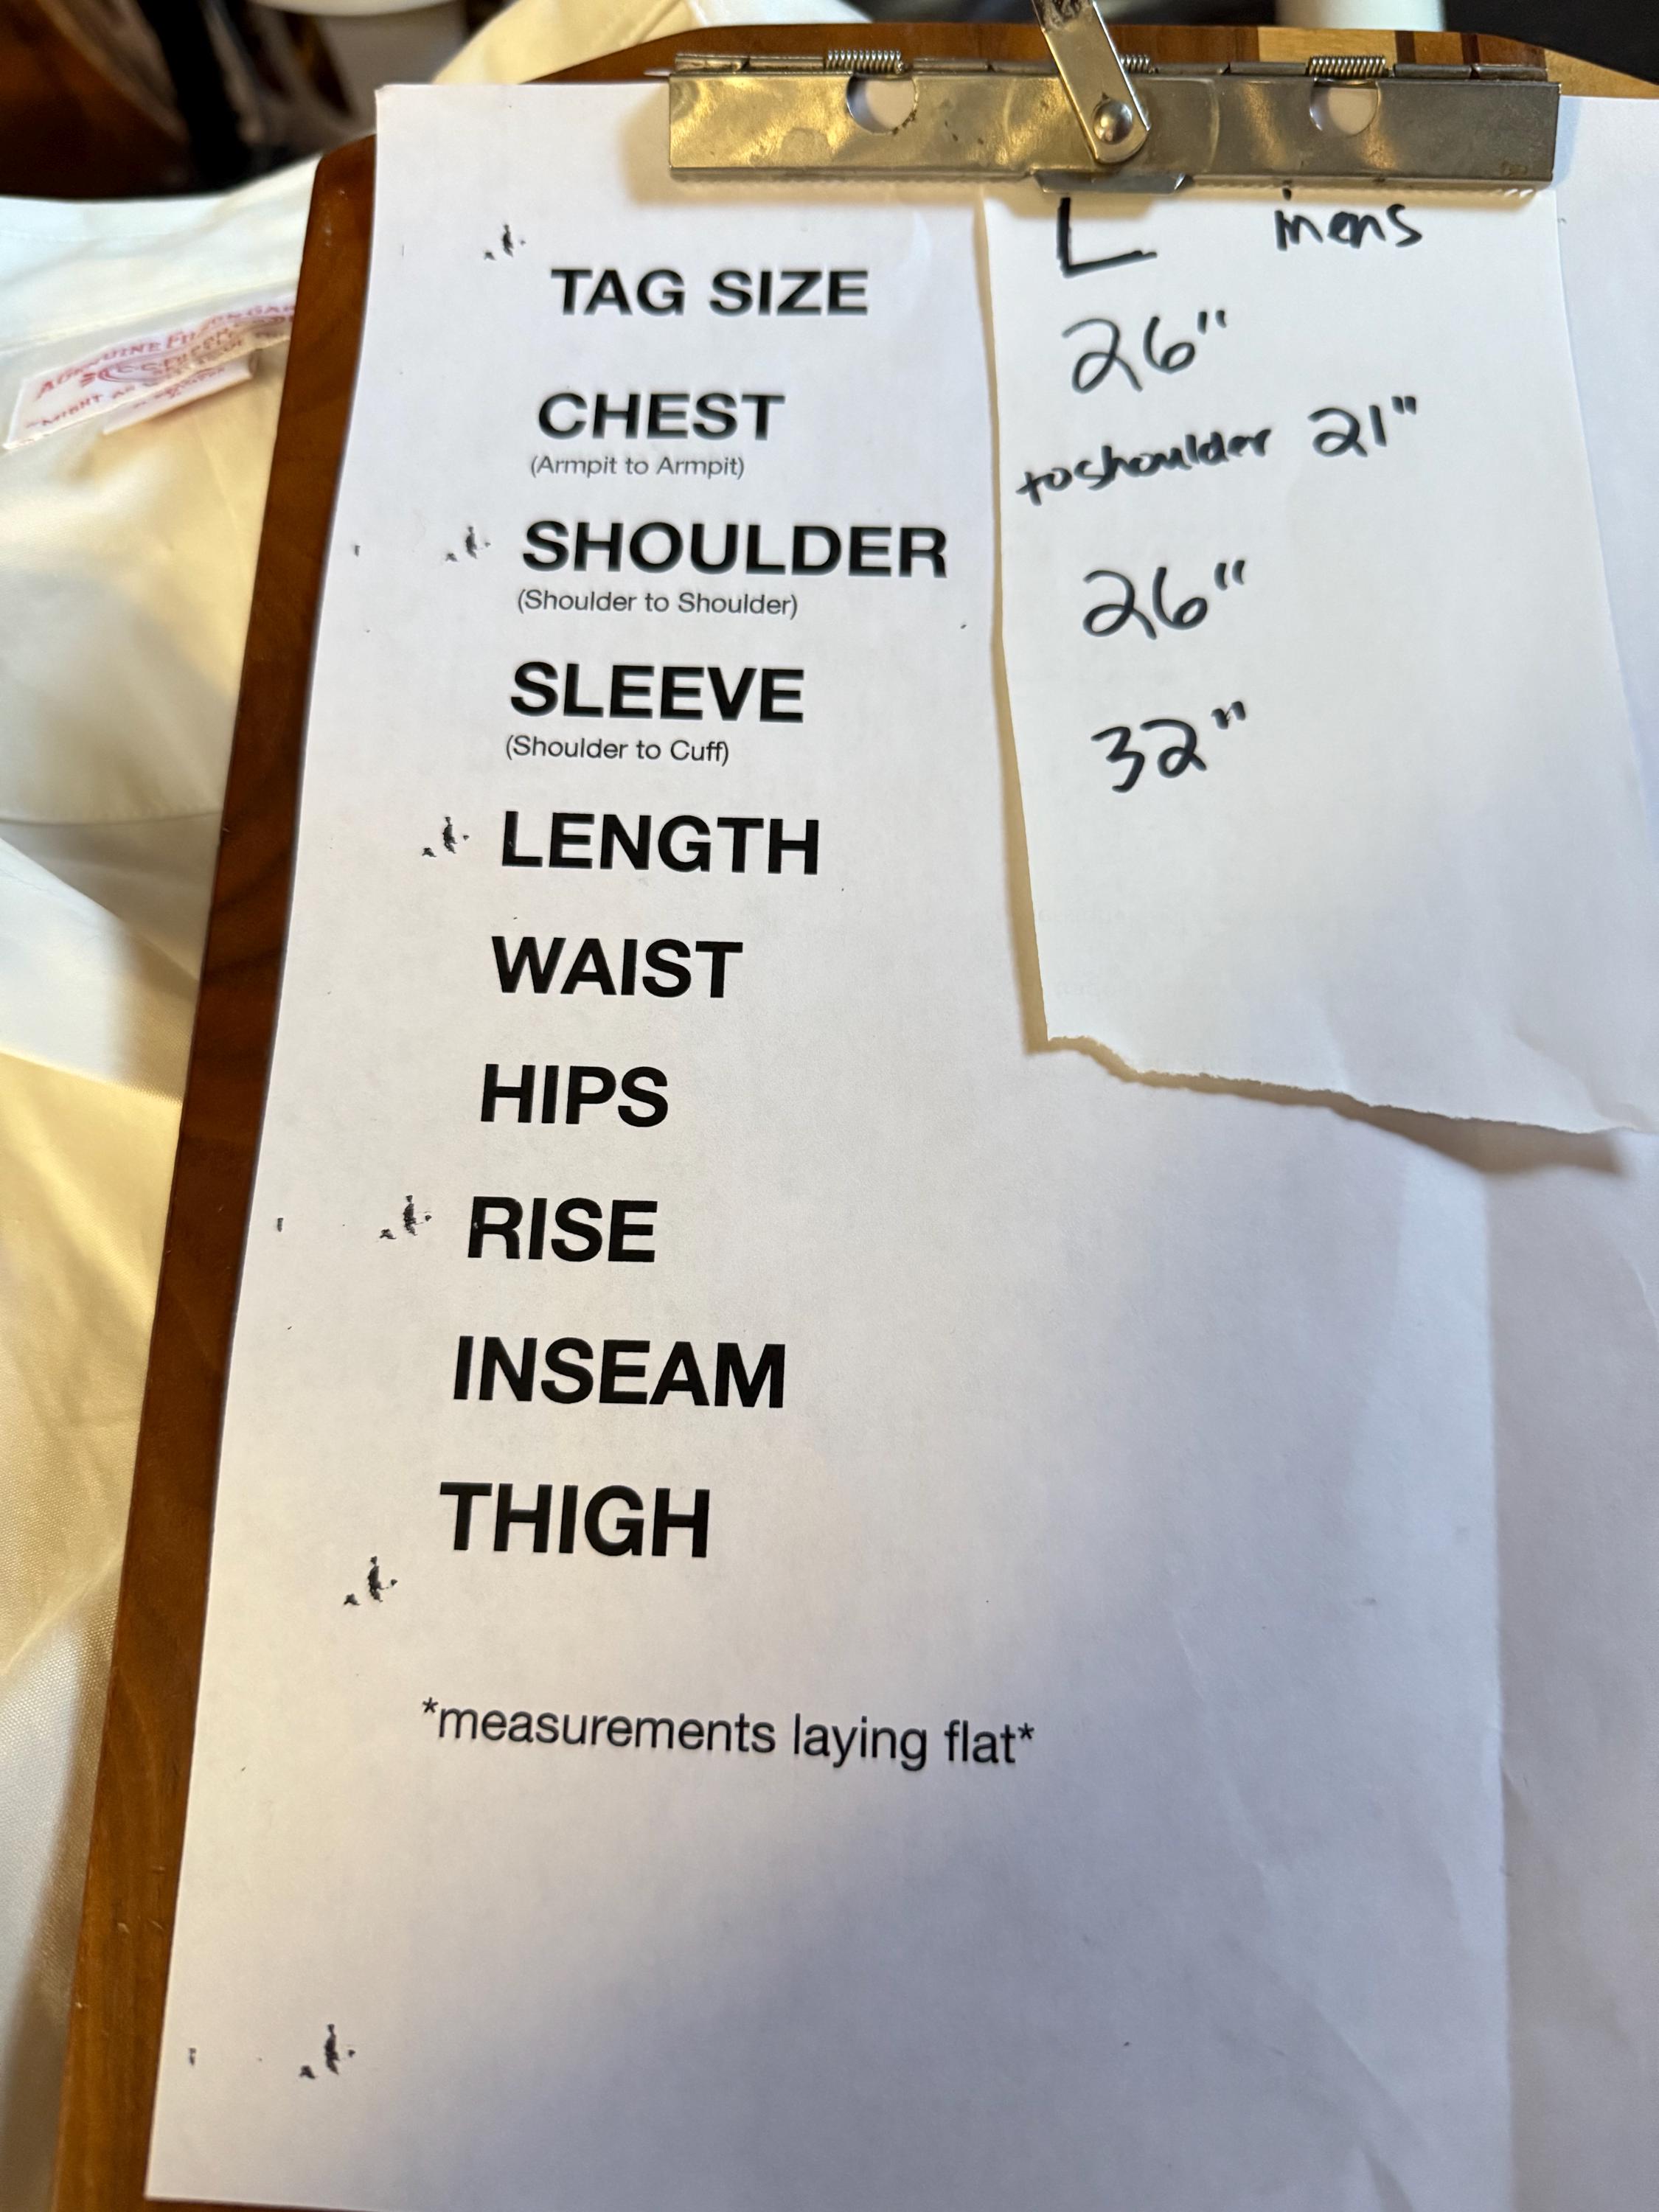 L mens
TAG SIZE
26"
CHEST
(Armpit to Armpit)
to shoulder 21"
SHOULDER
(Shoulder to Shoulder)
26"
SLEEVE
(Shoulder to Cuff)
32"
LENGTH
WAIST
HIPS
RISE
INSEAM
THIGH
*measurements laying flat*